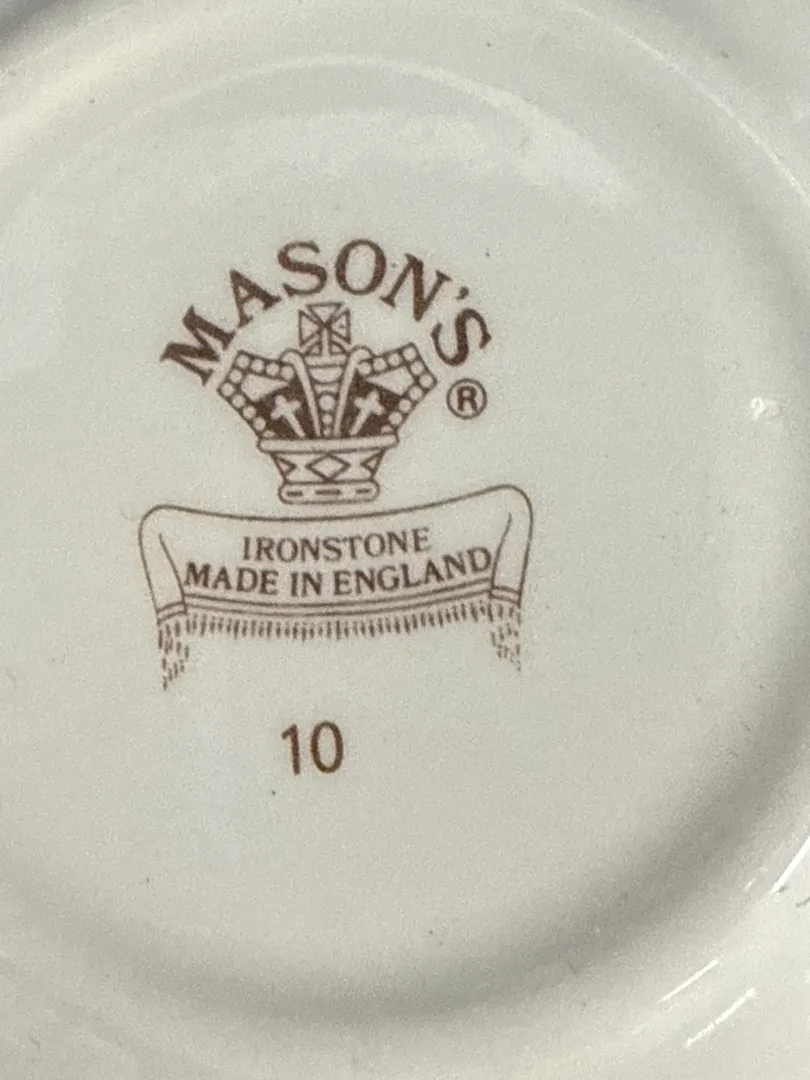 MASON'S ®
IRONSTONE
MADE IN ENGLAND
10